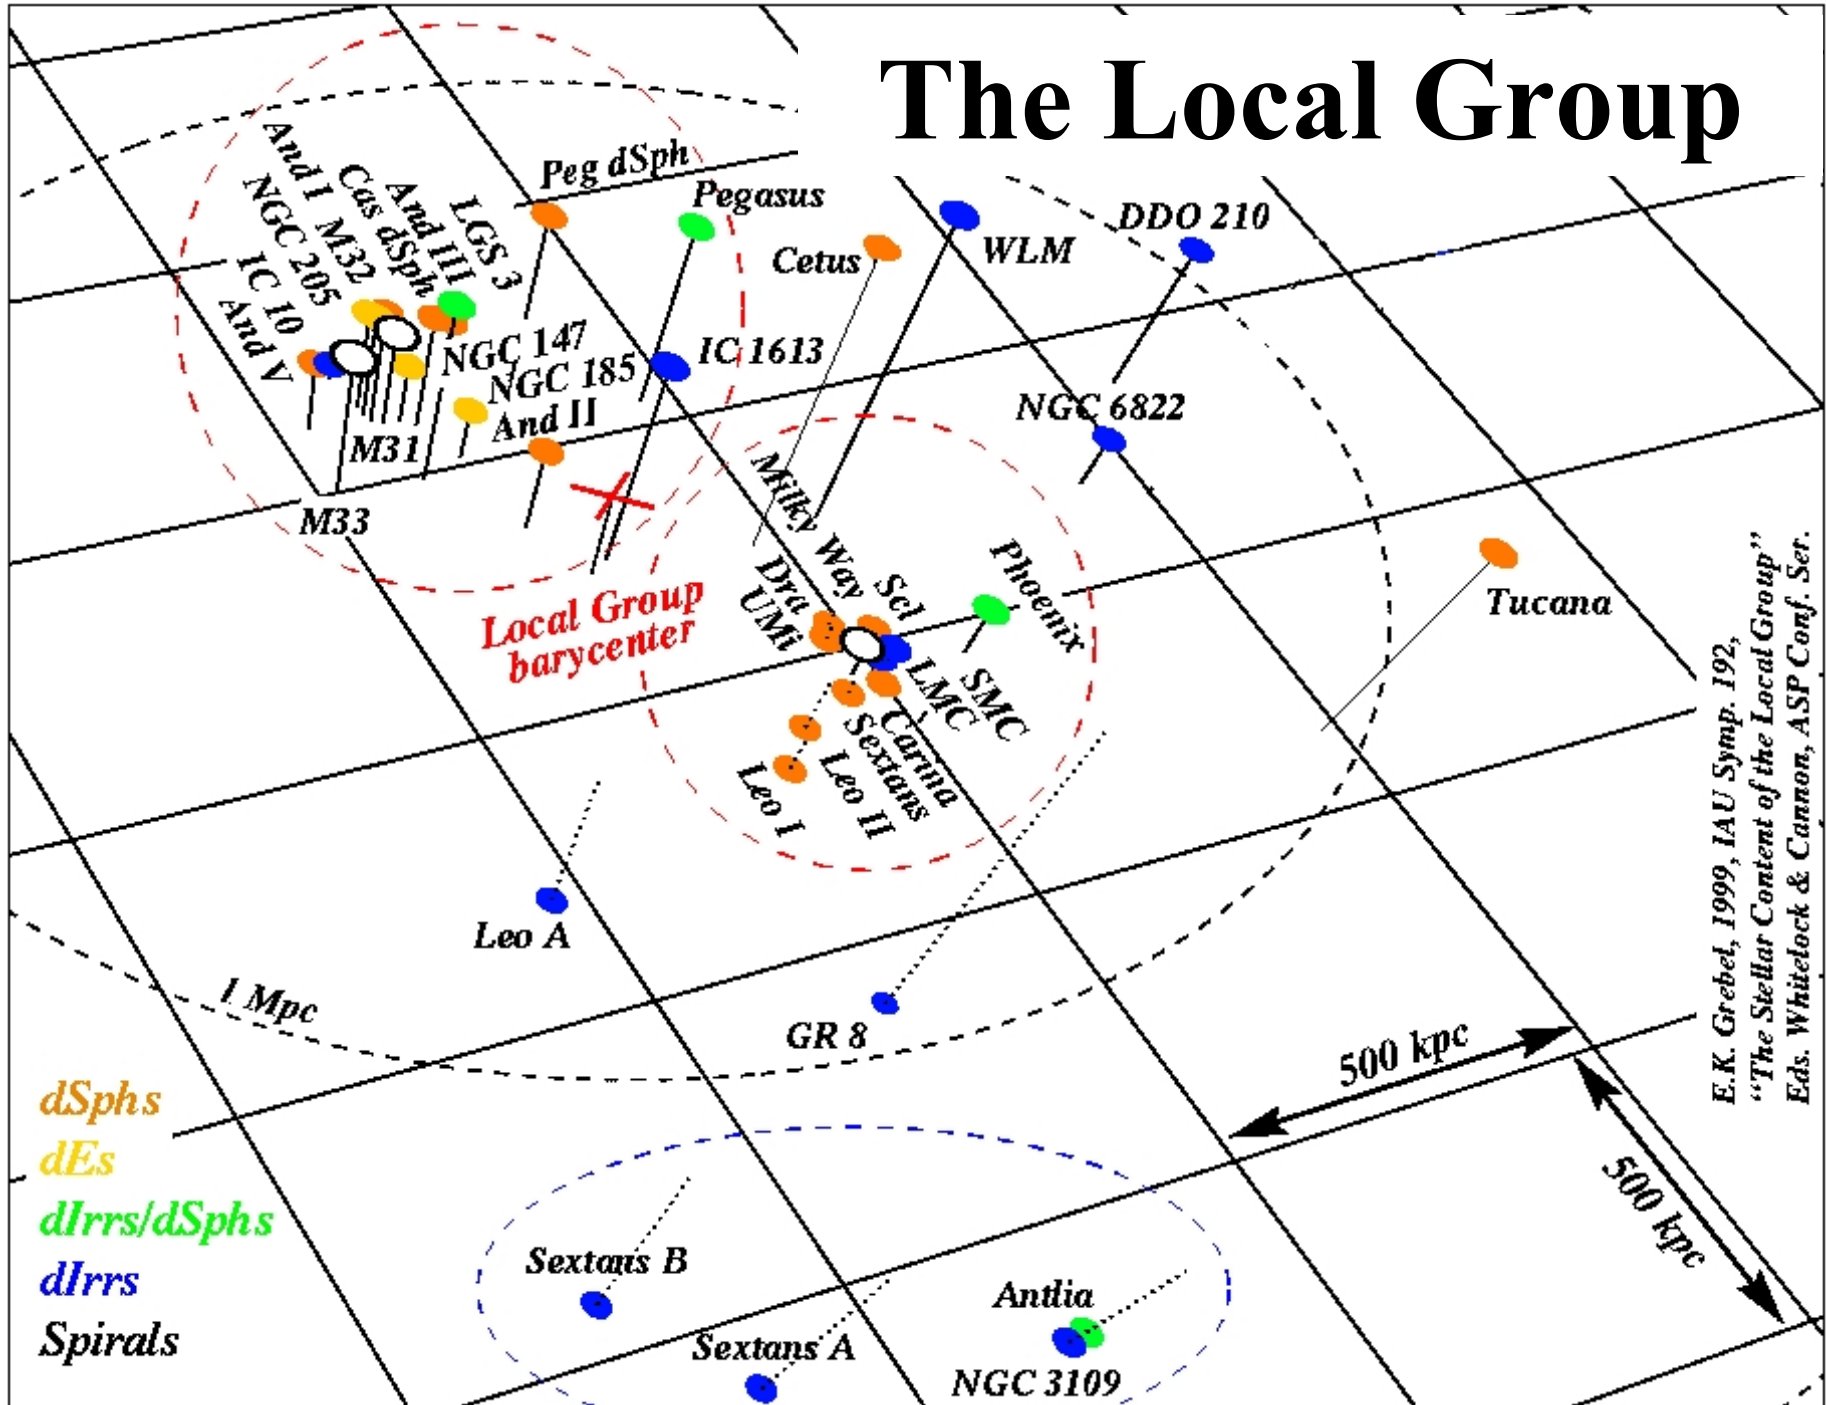 The Local Group
And I
M32
Cas dSph
And III
LGS 3
NGC 205
IC 10
And V
Peg dSph
Pegasus
Cetus
WLM
DDO 210
NGC 147
NGC 185
And II
IC 1613
M31
M33
NGC 6822
Milky Way
Dra
UMi
Scl
Phoenix
Tucana
Local Group
barycenter
LMC
SMC
Carina
Sextans
Leo II
Leo I
Leo A
1 Mpc
GR 8
500 kpc
500 kpc
Sextans B
Sextans A
Antlia
NGC 3109
dSphs
dEs
dIrrs/dSphs
dIrrs
Spirals
E.K. Grebel, 1999, IAU Symp. 192,
“The Stellar Content of the Local Group”
Eds. Whitelock & Cannon, ASP Conf. Ser.